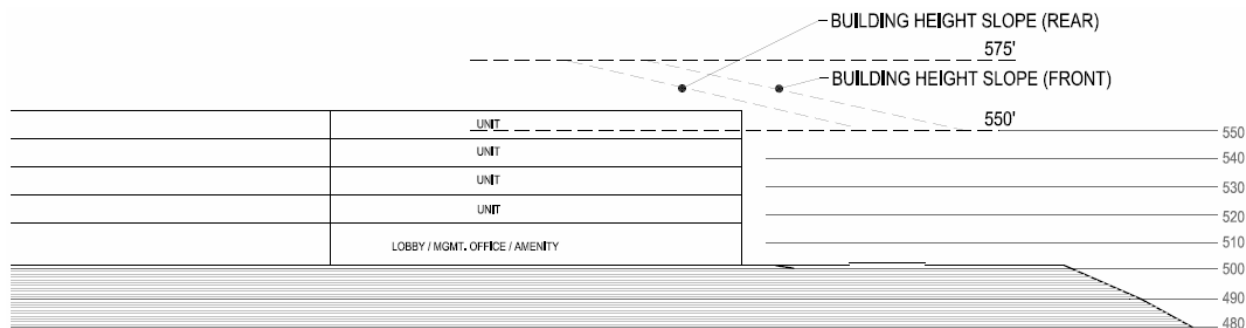 BUILDING HEIGHT SLOPE (REAR)
575'
BUILDING HEIGHT SLOPE (FRONT)
550'
UNIT
550
UNIT
540
UNIT
530
UNIT
520
LOBBY / MGMT. OFFICE / AMENITY
510
500
490
480